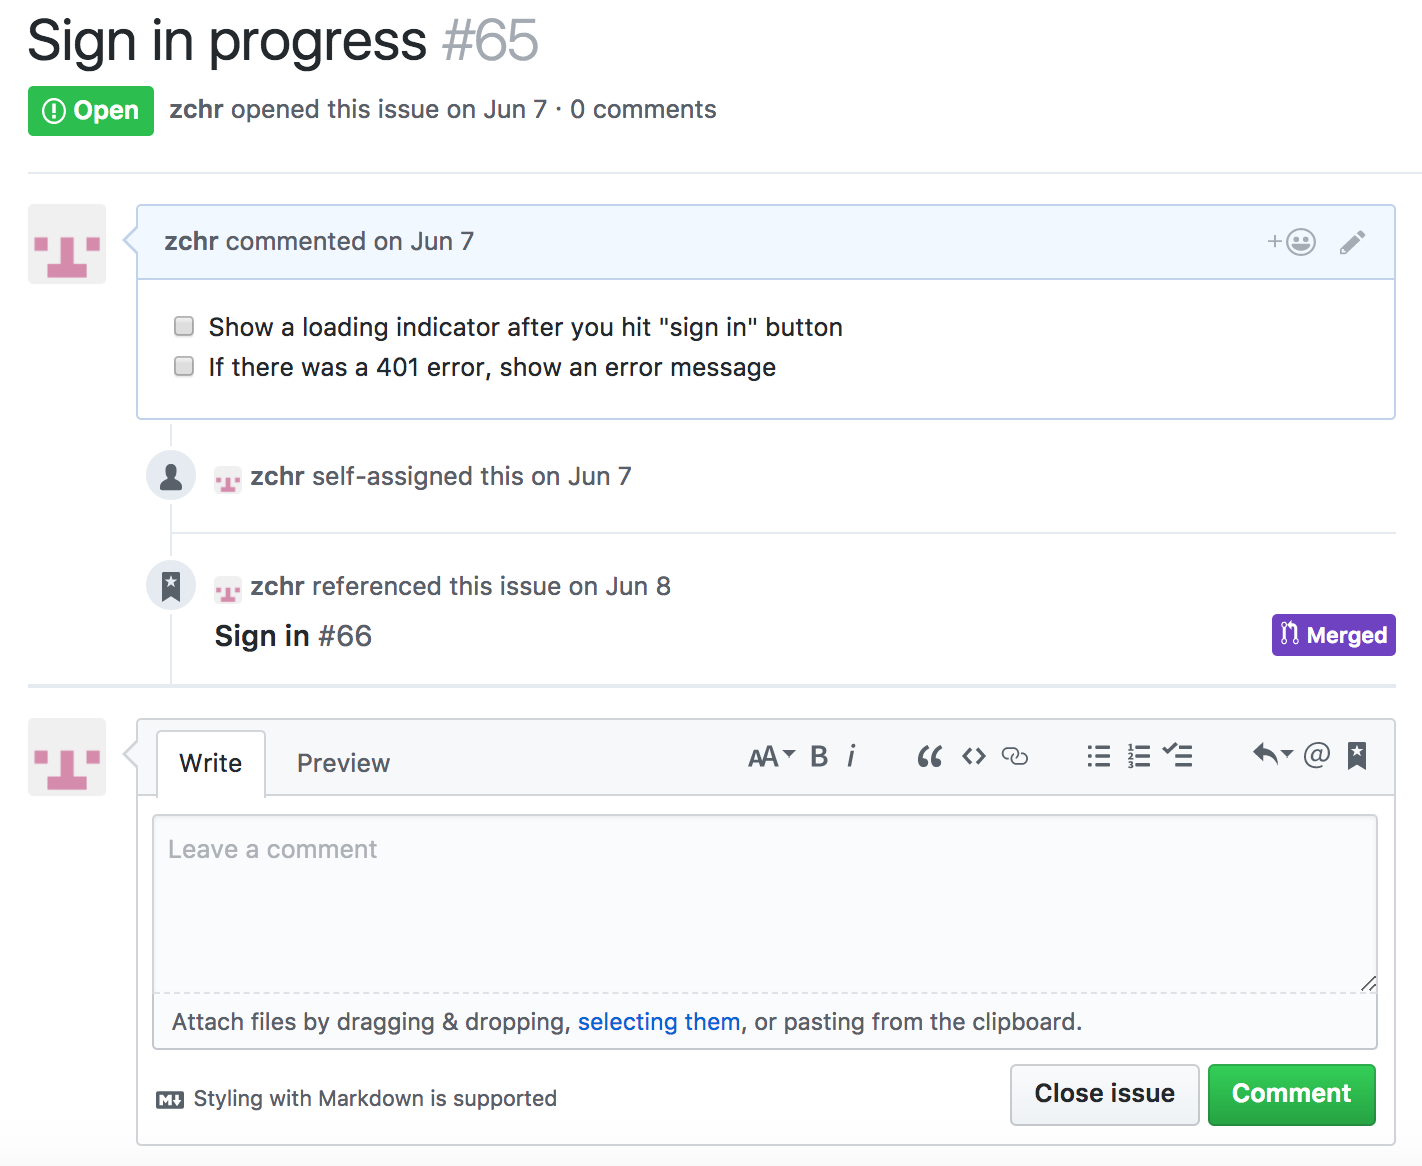 Sign in progress #65
Open zchr opened this issue on Jun 7 · 0 comments
zchr commented on Jun 7
Show a loading indicator after you hit "sign in" button
If there was a 401 error, show an error message
zchr self-assigned this on Jun 7
zchr referenced this issue on Jun 8
Sign in #66 Merged
Write Preview AA B i
Leave a comment
Attach files by dragging & dropping, selecting them, or pasting from the clipboard.
Styling with Markdown is supported Close issue Comment